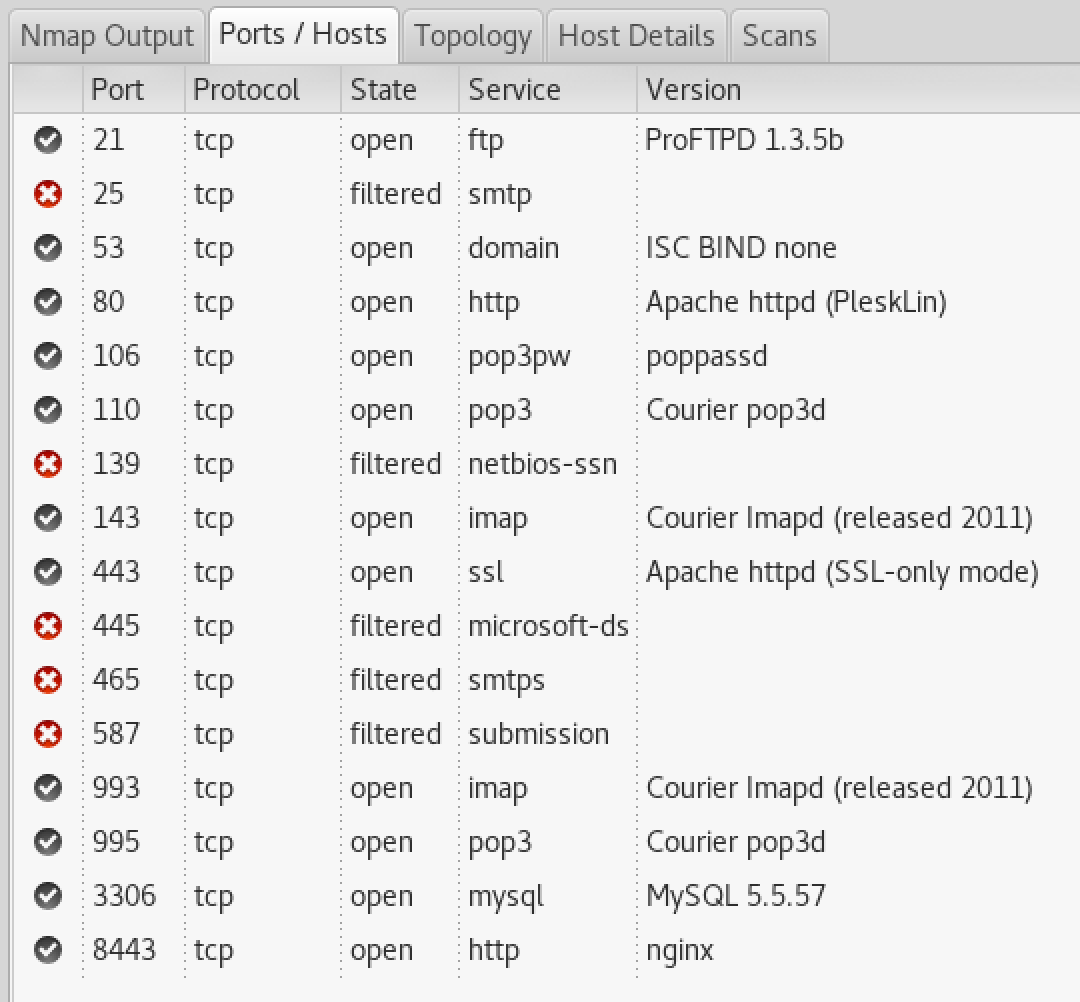 Nmap Output Ports / Hosts Topology Host Details Scans
Port Protocol State Service Version
21 tcp open ftp ProFTPD 1.3.5b
25 tcp filtered smtp
53 tcp open domain ISC BIND none
80 tcp open http Apache httpd (PleskLin)
106 tcp open pop3pw poppassd
110 tcp open pop3 Courier pop3d
139 tcp filtered netbios-ssn
143 tcp open imap Courier Imapd (released 2011)
443 tcp open ssl Apache httpd (SSL-only mode)
445 tcp filtered microsoft-ds
465 tcp filtered smtps
587 tcp filtered submission
993 tcp open imap Courier Imapd (released 2011)
995 tcp open pop3 Courier pop3d
3306 tcp open mysql MySQL 5.5.57
8443 tcp open http nginx